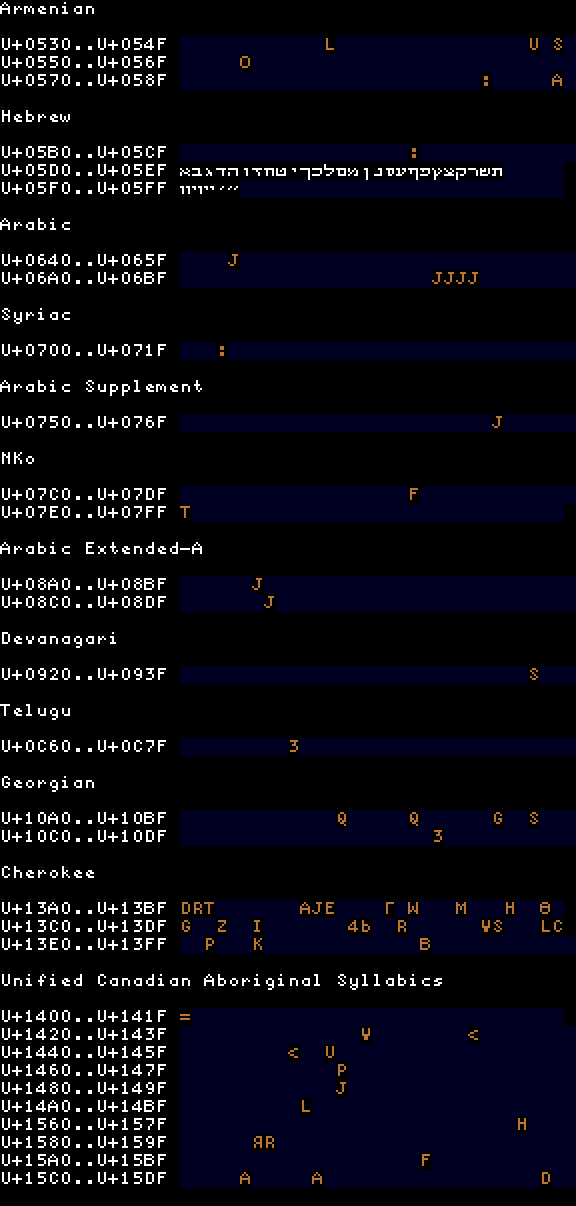 Armenian
U+0530..U+054F L U S
U+0550..U+056F O
U+0570..U+058F : A
Hebrew
U+05B0..U+05CF :
U+05D0..U+05EF אבגדהוזחטיךכלםמןנסעףפץצקרשת
U+05F0..U+05FF װױײ׳״
Arabic
U+0640..U+065F J
U+06A0..U+06BF JJJJ
Syriac
U+0700..U+071F :
Arabic Supplement
U+0750..U+076F J
NKo
U+07C0..U+07DF F
U+07E0..U+07FF T
Arabic Extended-A
U+08A0..U+08BF J
U+08C0..U+08DF J
Devanagari
U+0920..U+093F S
Telugu
U+0C60..U+0C7F 3
Georgian
U+10A0..U+10BF Q Q G S
U+10C0..U+10DF 3
Cherokee
U+13A0..U+13BF DRT AJE Γ W M H Θ
U+13C0..U+13DF G Z I 4b R WS LC
U+13E0..U+13FF P K B
Unified Canadian Aboriginal Syllabics
U+1400..U+141F =
U+1420..U+143F <
U+1440..U+145F < U
U+1460..U+147F P
U+1480..U+149F J
U+14A0..U+14BF L
U+1560..U+157F H
U+1580..U+159F ЯR
U+15A0..U+15BF F
U+15C0..U+15DF A A D